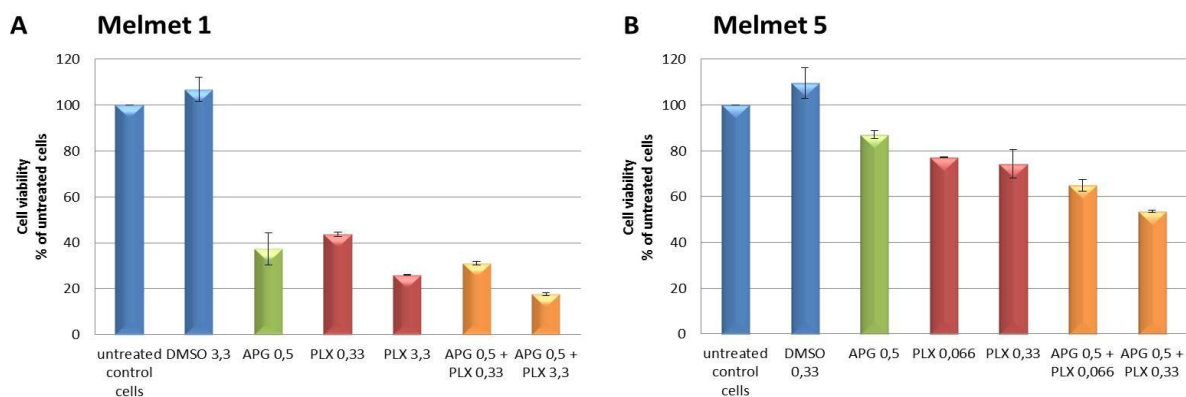 A Melmet 1
Cell viability
% of untreated cells
120
100
80
60
40
20
0
untreated
control
cells
DMSO 3,3
APG 0,5
PLX 0,33
PLX 3,3
APG 0,5 +
PLX 0,33
APG 0,5 +
PLX 3,3
B Melmet 5
Cell viability
% of untreated cells
120
100
80
60
40
20
0
untreated
control
cells
DMSO
0,33
APG 0,5
PLX 0,066
PLX 0,33
APG 0,5 +
PLX 0,066
APG 0,5 +
PLX 0,33